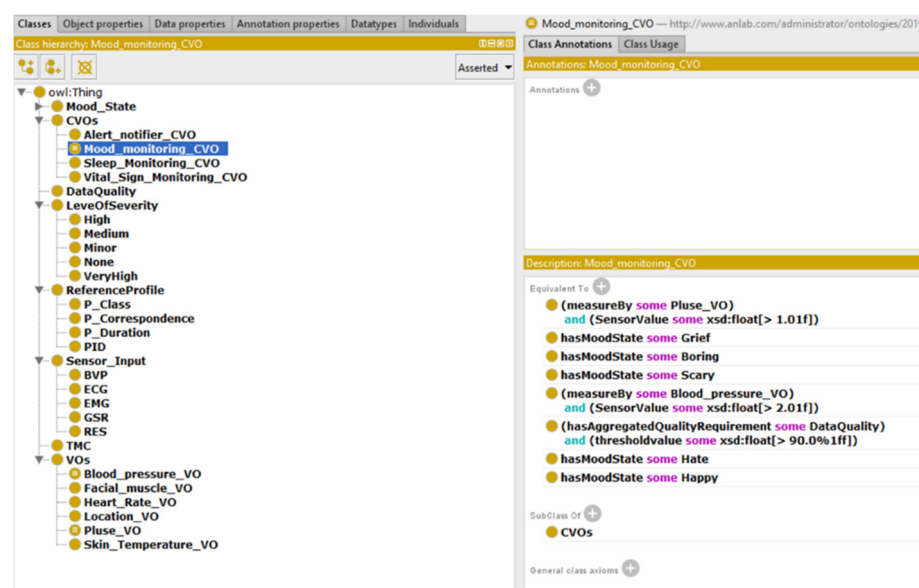 Classes Object properties Data properties Annotation properties Datatypes Individuals
Class hierarchy: Mood_monitoring_CVO
Asserted
owl:Thing
Mood_State
CVOs
Alert_notifier_CVO
Mood_monitoring_CVO
Sleep_Monitoring_CVO
Vital_Sign_Monitoring_CVO
DataQuality
LeveOfSeverity
High
Medium
Minor
None
VeryHigh
ReferenceProfile
P_Class
P_Correspondence
P_Duration
PID
Sensor_Input
BVP
ECG
EMG
GSR
RES
TMC
VOs
Blood_pressure_VO
Facial_muscle_VO
Heart_Rate_VO
Location_VO
Pluse_VO
Skin_Temperature_VO
Mood_monitoring_CVO — http://www.anlab.com/administrator/ontologies/201
Class Annotations Class Usage
Annotations: Mood_monitoring_CVO
Annotations
Description: Mood_monitoring_CVO
Equivalent To
(measureBy some Pluse_VO)
and (SensorValue some xsd:float[> 1.01f])
hasMoodState some Grief
hasMoodState some Boring
hasMoodState some Scary
(measureBy some Blood_pressure_VO)
and (SensorValue some xsd:float[> 2.01f])
(hasAggregatedQualityRequirement some DataQuality)
and (thresholdvalue some xsd:float[> 90.0%1ff])
hasMoodState some Hate
hasMoodState some Happy
SubClass Of
CVOs
General class axioms